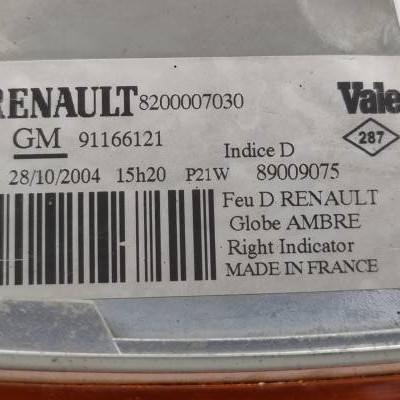 RENAULT 8200007030 Vale
GM 91166121 Indice D 287
28/10/2004 15h20 P21W 89009075
Feu D RENAULT
Globe AMBRE
Right Indicator
MADE IN FRANCE